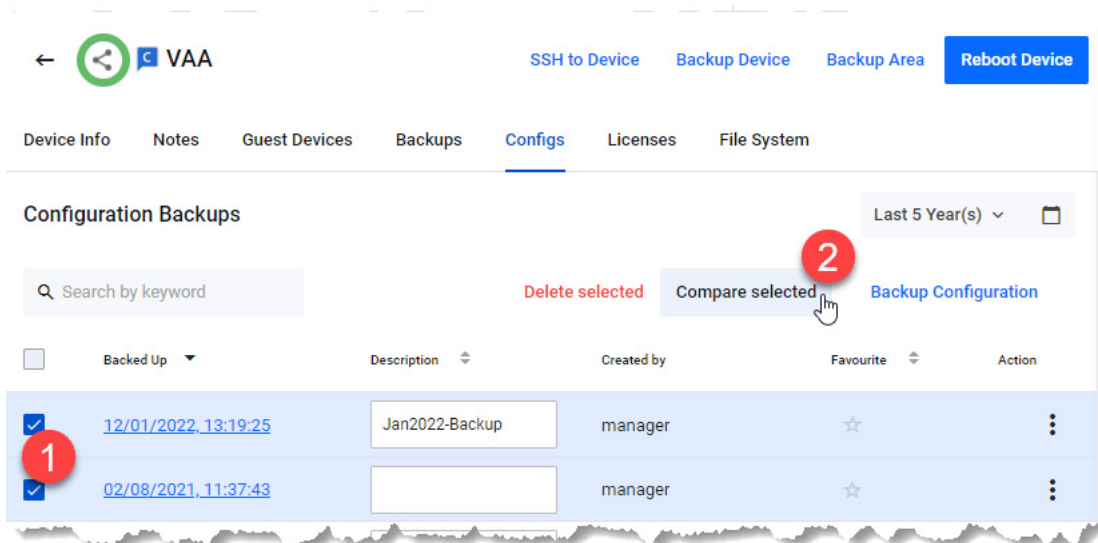 C VAA
SSH to Device
Backup Device
Backup Area
Reboot Device
Device Info
Notes
Guest Devices
Backups
Configs
Licenses
File System
Configuration Backups
Last 5 Year(s)
2
Search by keyword
Delete selected
Compare selected
Backup Configuration
Backed Up
Description
Created by
Favourite
Action
12/01/2022, 13:19:25
Jan2022-Backup
manager
1
02/08/2021, 11:37:43
manager